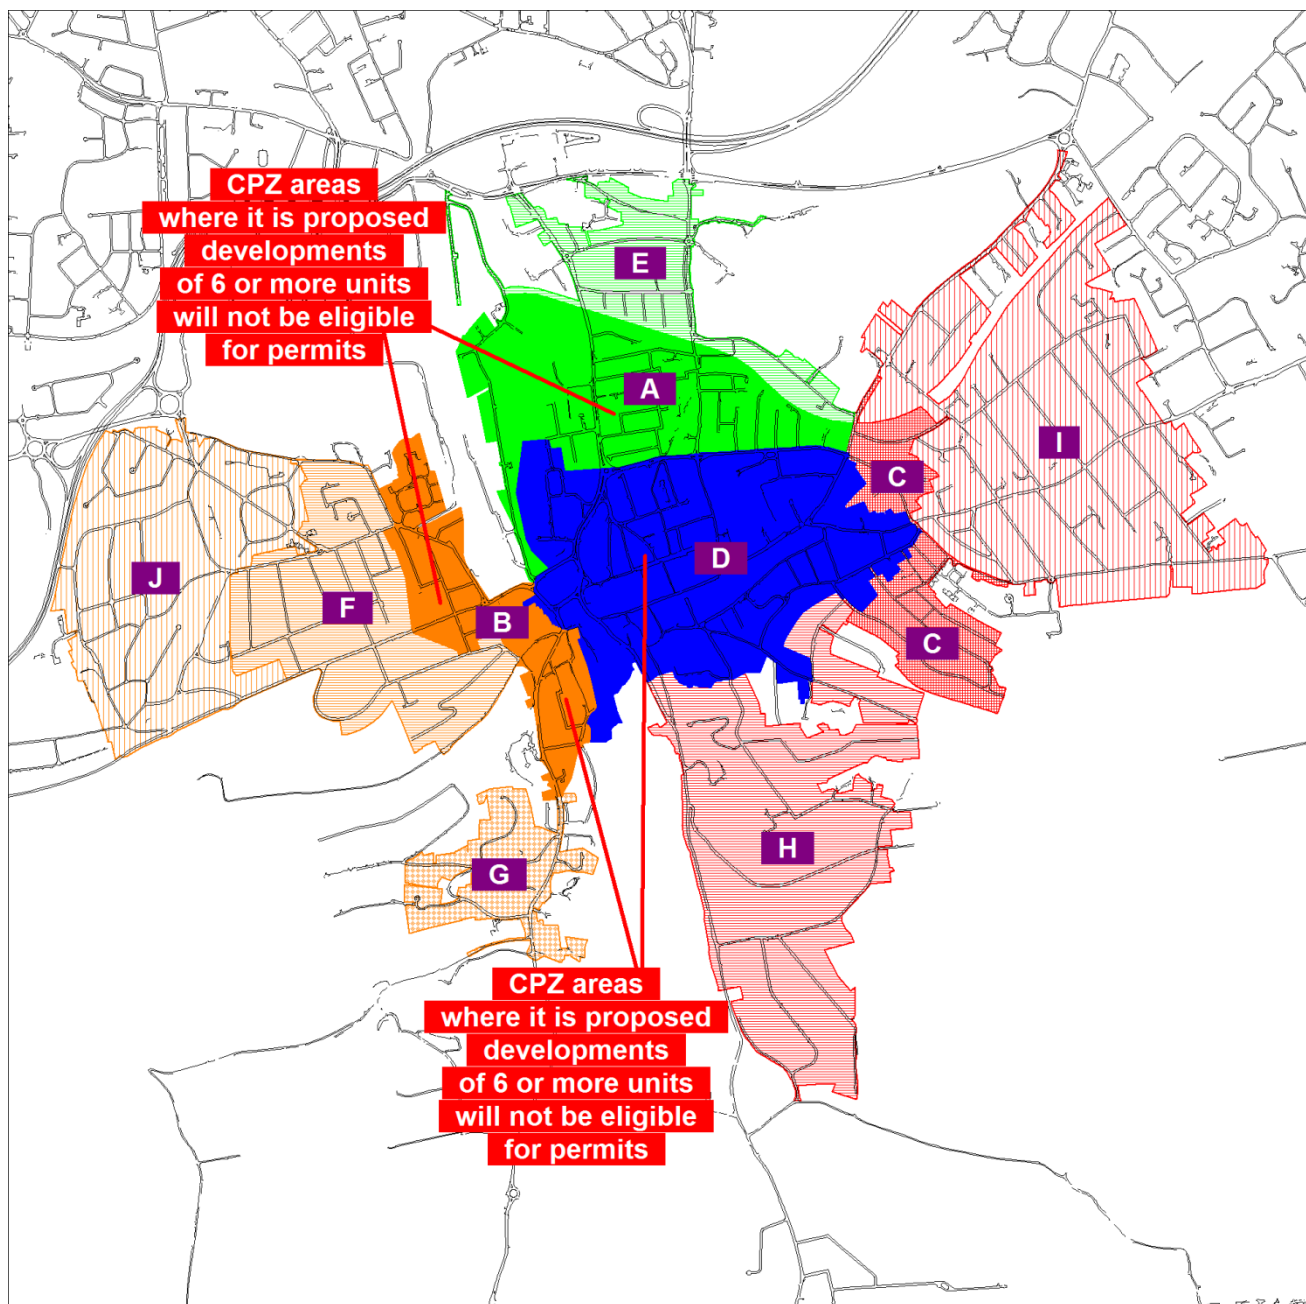 CPZ areas
where it is proposed
developments
of 6 or more units
will not be eligible
for permits
E
A
I
C
D
J
F
B
C
H
G
CPZ areas
where it is proposed
developments
of 6 or more units
will not be eligible
for permits